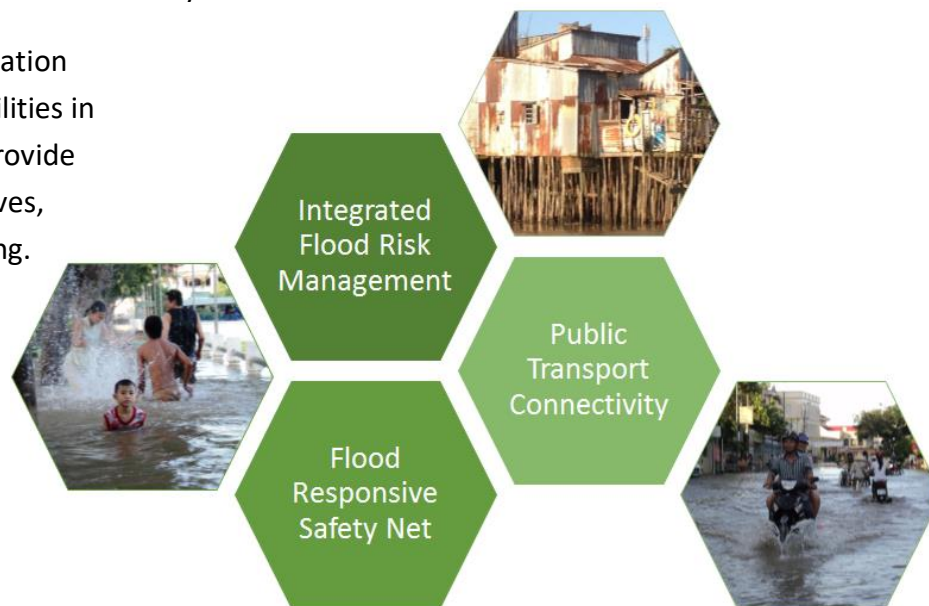 ation
ilities in
rovide
ves,
ng.
Integrated
Flood Risk
Management
Public
Transport
Connectivity
Flood
Responsive
Safety Net